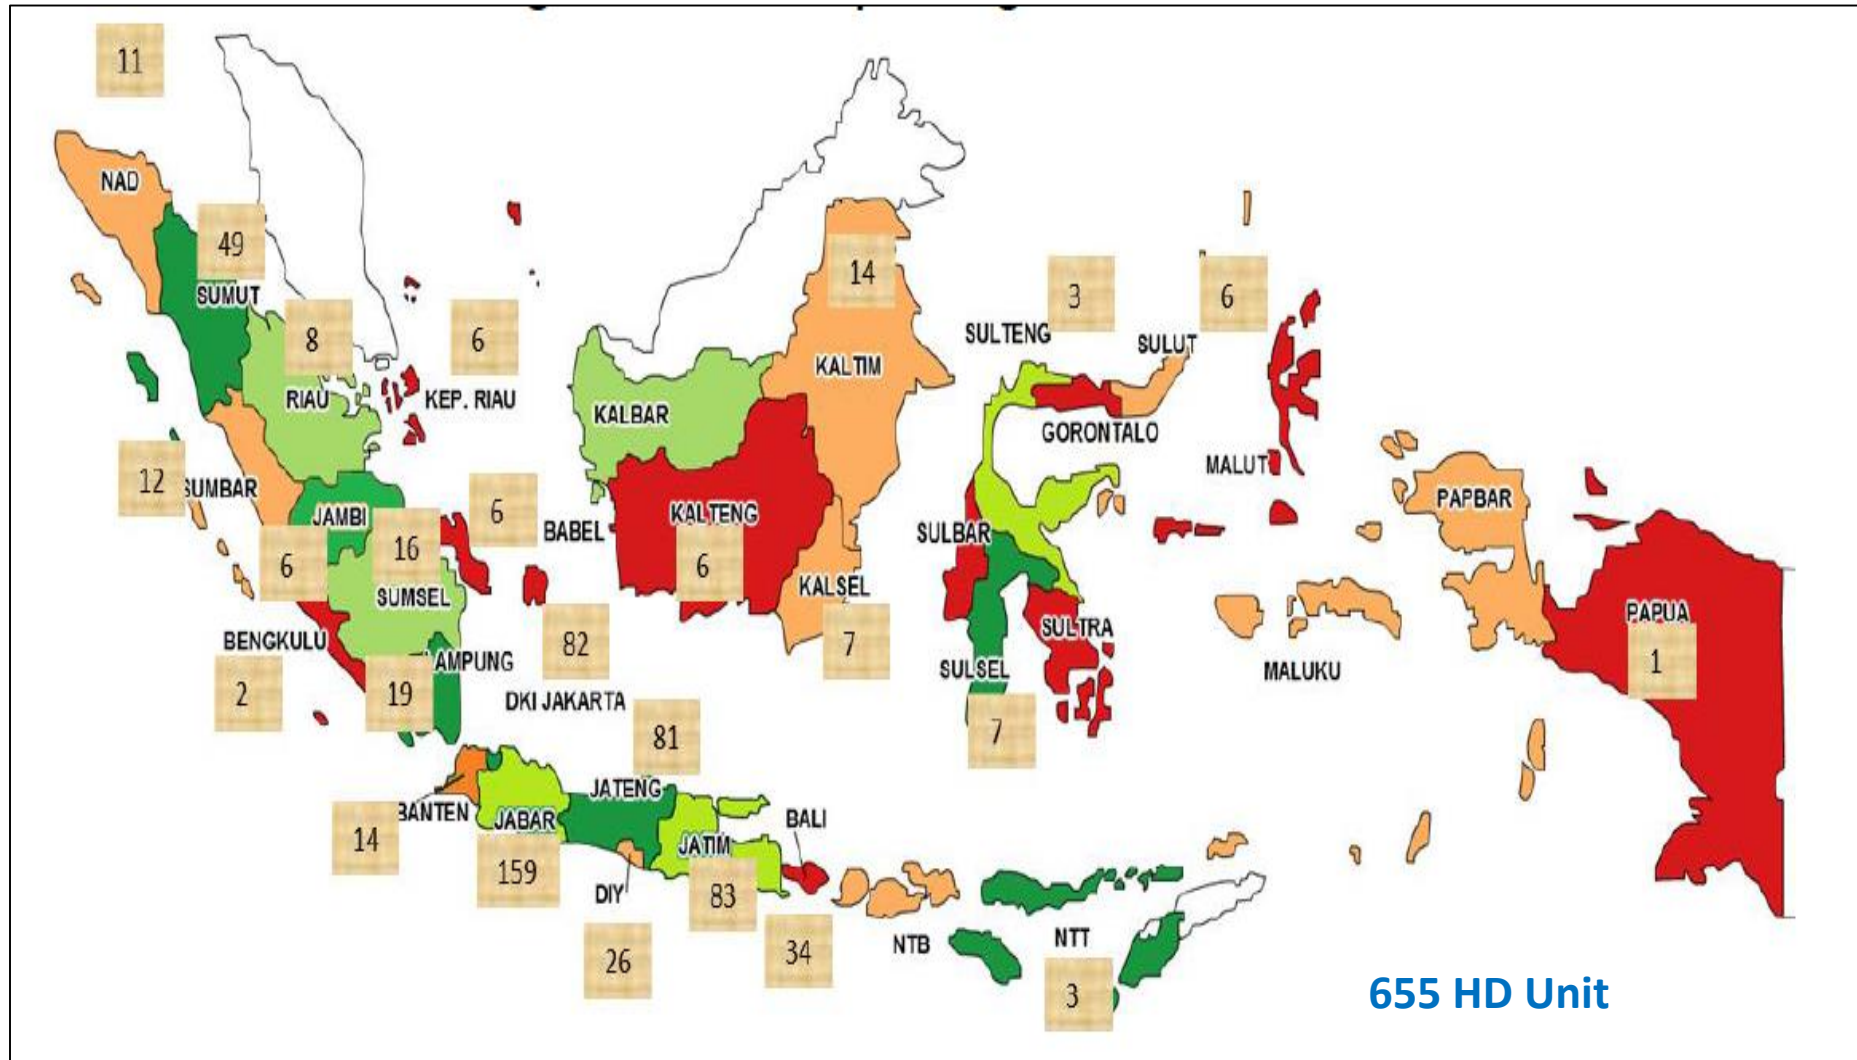 11
NAD
49
SUMUT
14
3
6
8
6
SULTENG
SULUT
KALTIM
RIAU
KEP. RIAU
KALBAR
GORONTALO
MALUT
12
SUMBAR
PAPBAR
6
JAMBI
KALTENG
BABEL
SULBAR
16
6
6
KALSEL
SUMSEL
PAPUA
BENGKULU
82
7
SULTRA
AMPUNG
SULSEL
MALUKU
1
2
19
DKI JAKARTA
81
7
JATENG
BANTEN
JABAR
BALI
14
JATIM
159
DIY
83
NTB
NTT
34
26
3
655 HD Unit